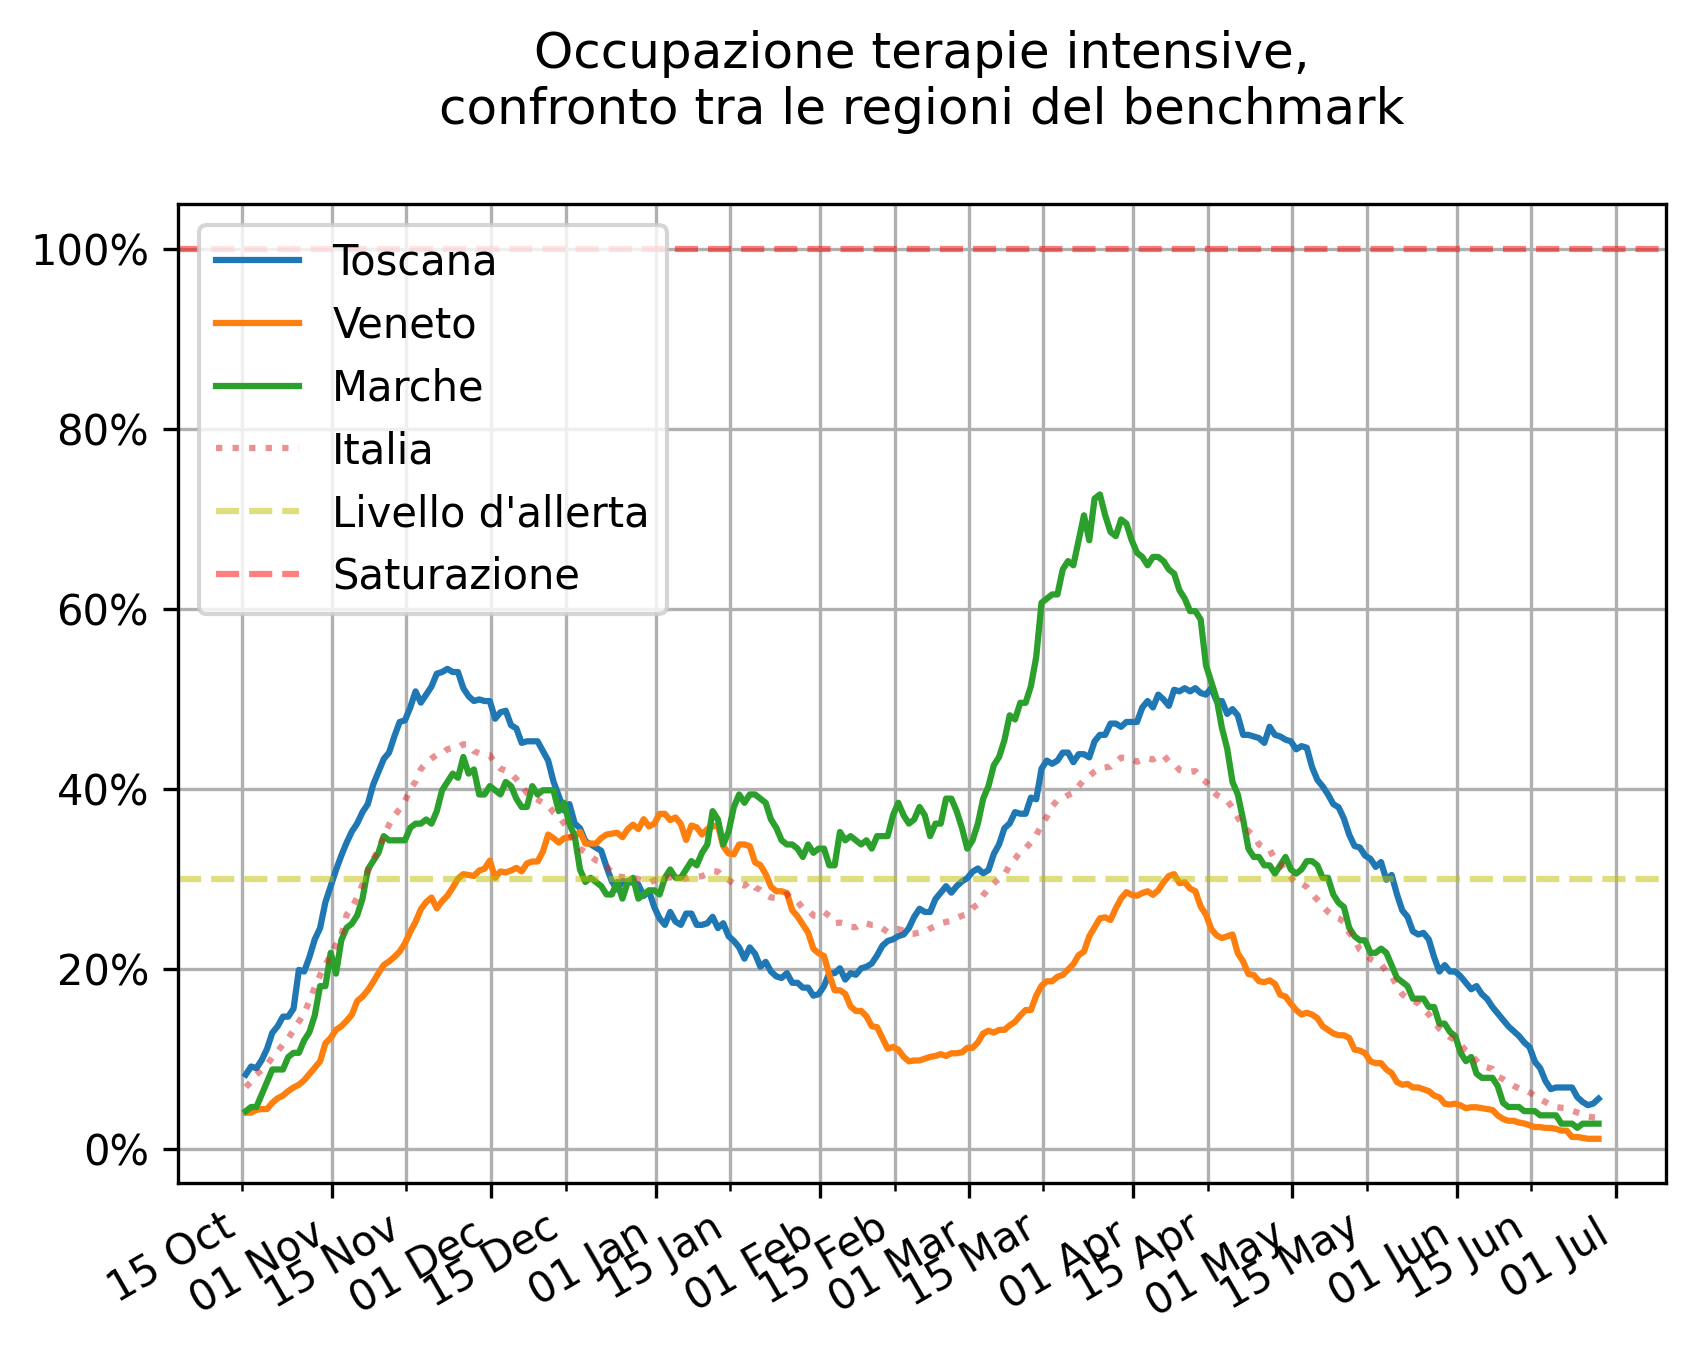 Occupazione terapie intensive,
confronto tra le regioni del benchmark
100%
80%
60%
40%
20%
0%
Toscana
Veneto
Marche
Italia
Livello d'allerta
Saturazione
15 Oct
01 Nov
15 Nov
01 Dec
15 Dec
01 Jan
15 Jan
01 Feb
15 Feb
01 Mar
15 Mar
01 Apr
15 Apr
01 May
15 May
01 Jun
15 Jun
01 Jul